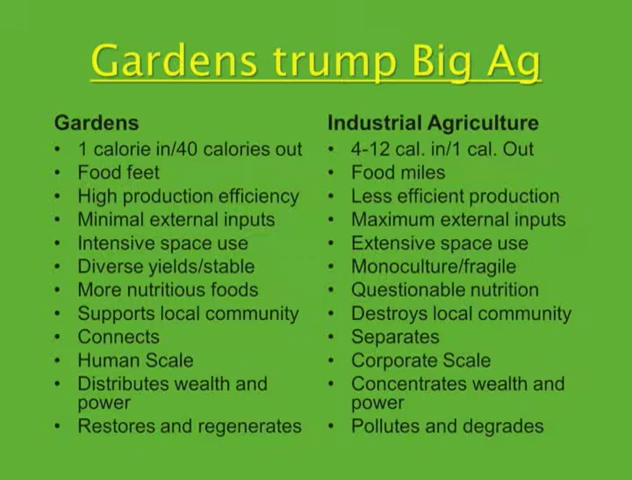 Gardens trump Big Ag
Gardens
• 1 calorie in/40 calories out
• Food feet
• High production efficiency
• Minimal external inputs
• Intensive space use
• Diverse yields/stable
• More nutritious foods
• Supports local community
• Connects
• Human Scale
• Distributes wealth and
power
• Restores and regenerates
Industrial Agriculture
• 4-12 cal. in/1 cal. Out
• Food miles
• Less efficient production
• Maximum external inputs
• Extensive space use
• Monoculture/fragile
• Questionable nutrition
• Destroys local community
• Separates
• Corporate Scale
• Concentrates wealth and
power
• Pollutes and degrades